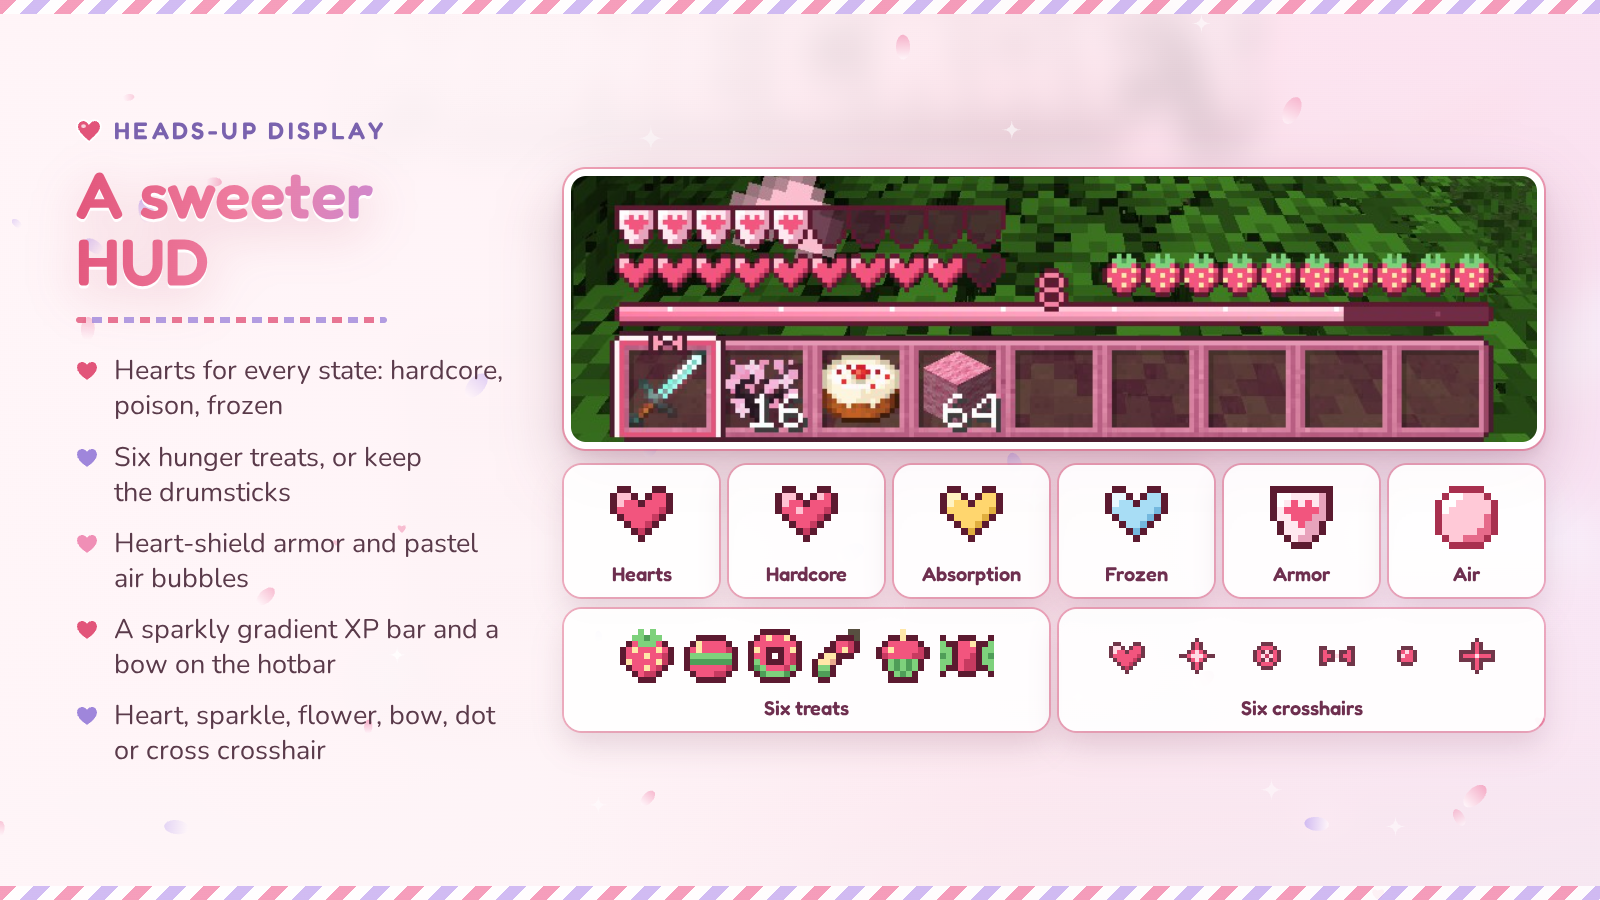 HEADS-UP DISPLAY
A sweeter
HUD
Hearts for every state: hardcore,
poison, frozen
Six hunger treats, or keep
the drumsticks
Heart-shield armor and pastel
air bubbles
A sparkly gradient XP bar and a
bow on the hotbar
Heart, sparkle, flower, bow, dot
or cross crosshair
8
16
64
Hearts
Hardcore
Absorption
Frozen
Armor
Air
Six treats
Six crosshairs